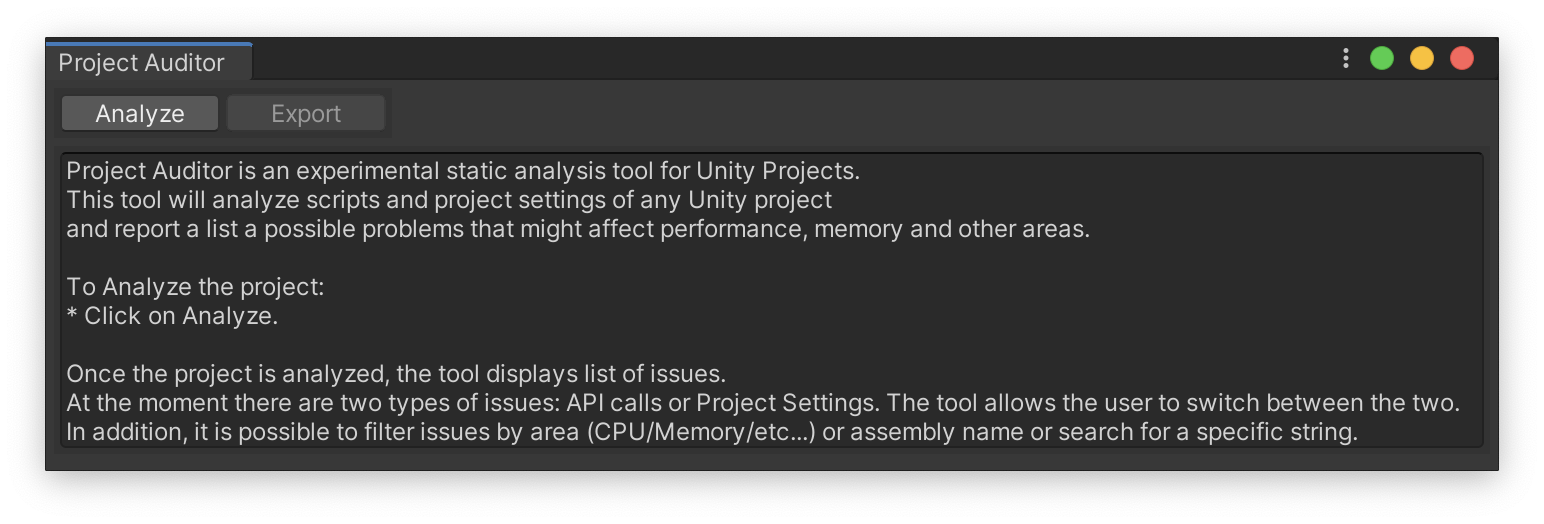 Project Auditor
Analyze Export
Project Auditor is an experimental static analysis tool for Unity Projects.
This tool will analyze scripts and project settings of any Unity project
and report a list a possible problems that might affect performance, memory and other areas.
To Analyze the project:
* Click on Analyze.
Once the project is analyzed, the tool displays list of issues.
At the moment there are two types of issues: API calls or Project Settings. The tool allows the user to switch between the two.
In addition, it is possible to filter issues by area (CPU/Memory/etc...) or assembly name or search for a specific string.